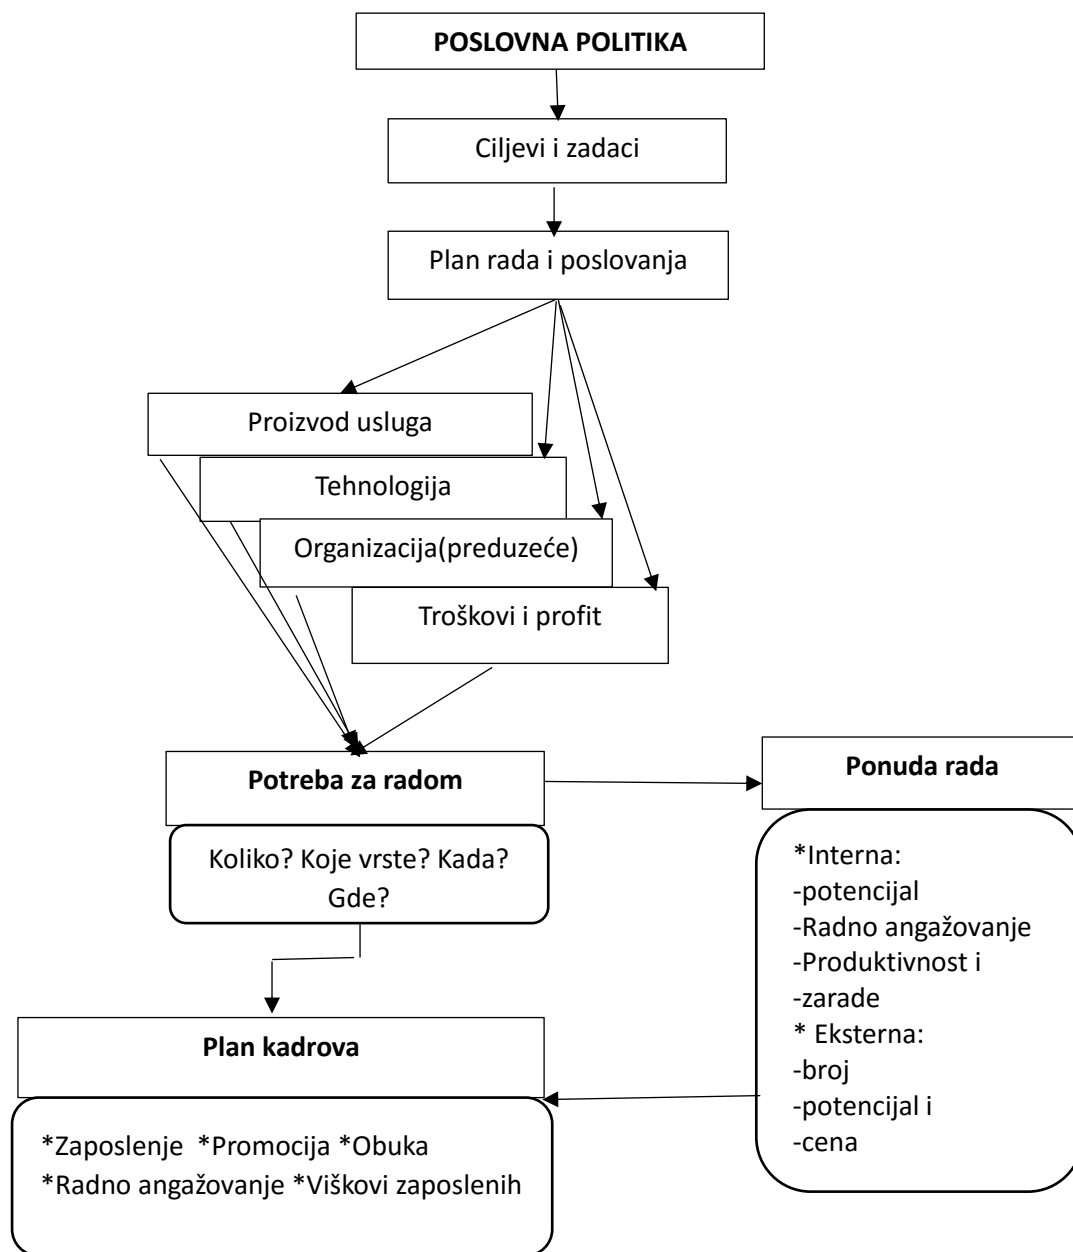 POSLOVNA POLITIKA
Ciljevi i zadaci
Plan rada i poslovanja
Proizvod usluga
Tehnologija
Organizacija(preduzeće)
Troškovi i profit
Potreba za radom
Koliko? Koje vrste? Kada?
Gde?
Ponuda rada
*Interna:
-potencijal
-Radno angažovanje
-Produktivnost i
-zarade
* Eksterna:
-broj
-potencijal i
-cena
Plan kadrova
*Zaposlenje *Promocija *Obuka
*Radno angažovanje *Viškovi zaposlenih